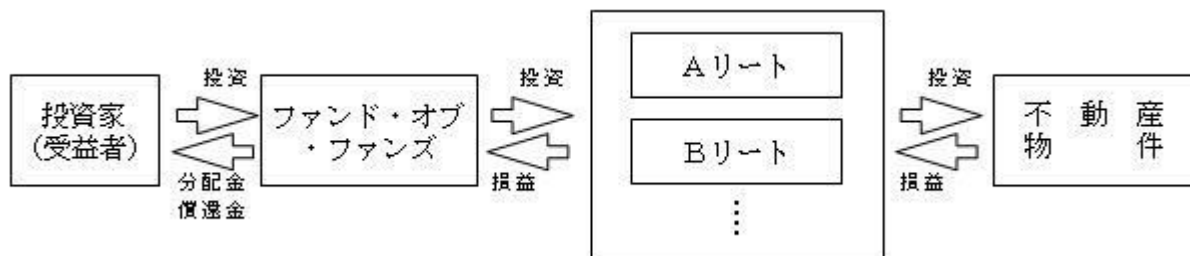 投資家
(受益者)
投資
分配金
償還金
ファンド・オブ
・ファンズ
投資
損益
Aリート
Bリート
⋮
投資
損益
不動産
物件